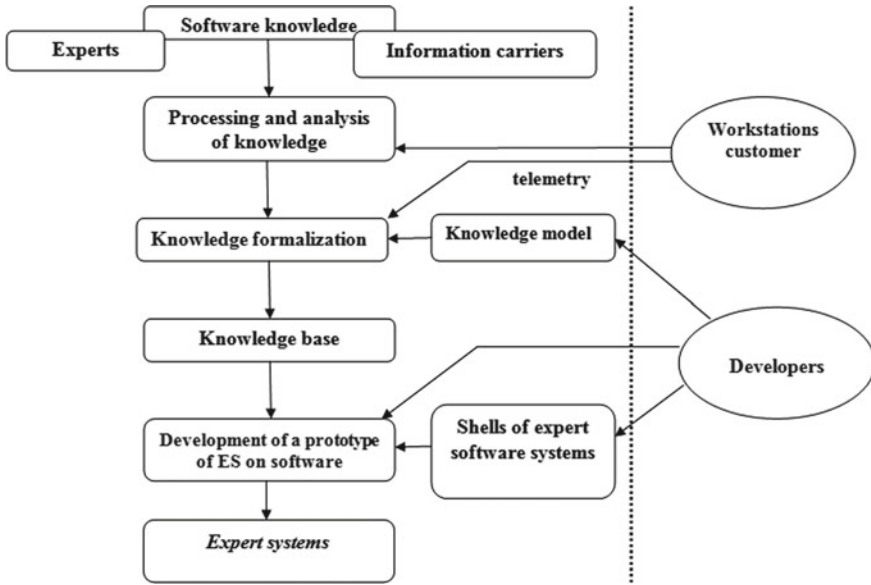 Software knowledge
Experts
Information carriers
Processing and analysis
of knowledge
Workstations
customer
telemetry
Knowledge formalization
Knowledge model
Knowledge base
Developers
Development of a prototype
of ES on software
Shells of expert
software systems
Expert systems